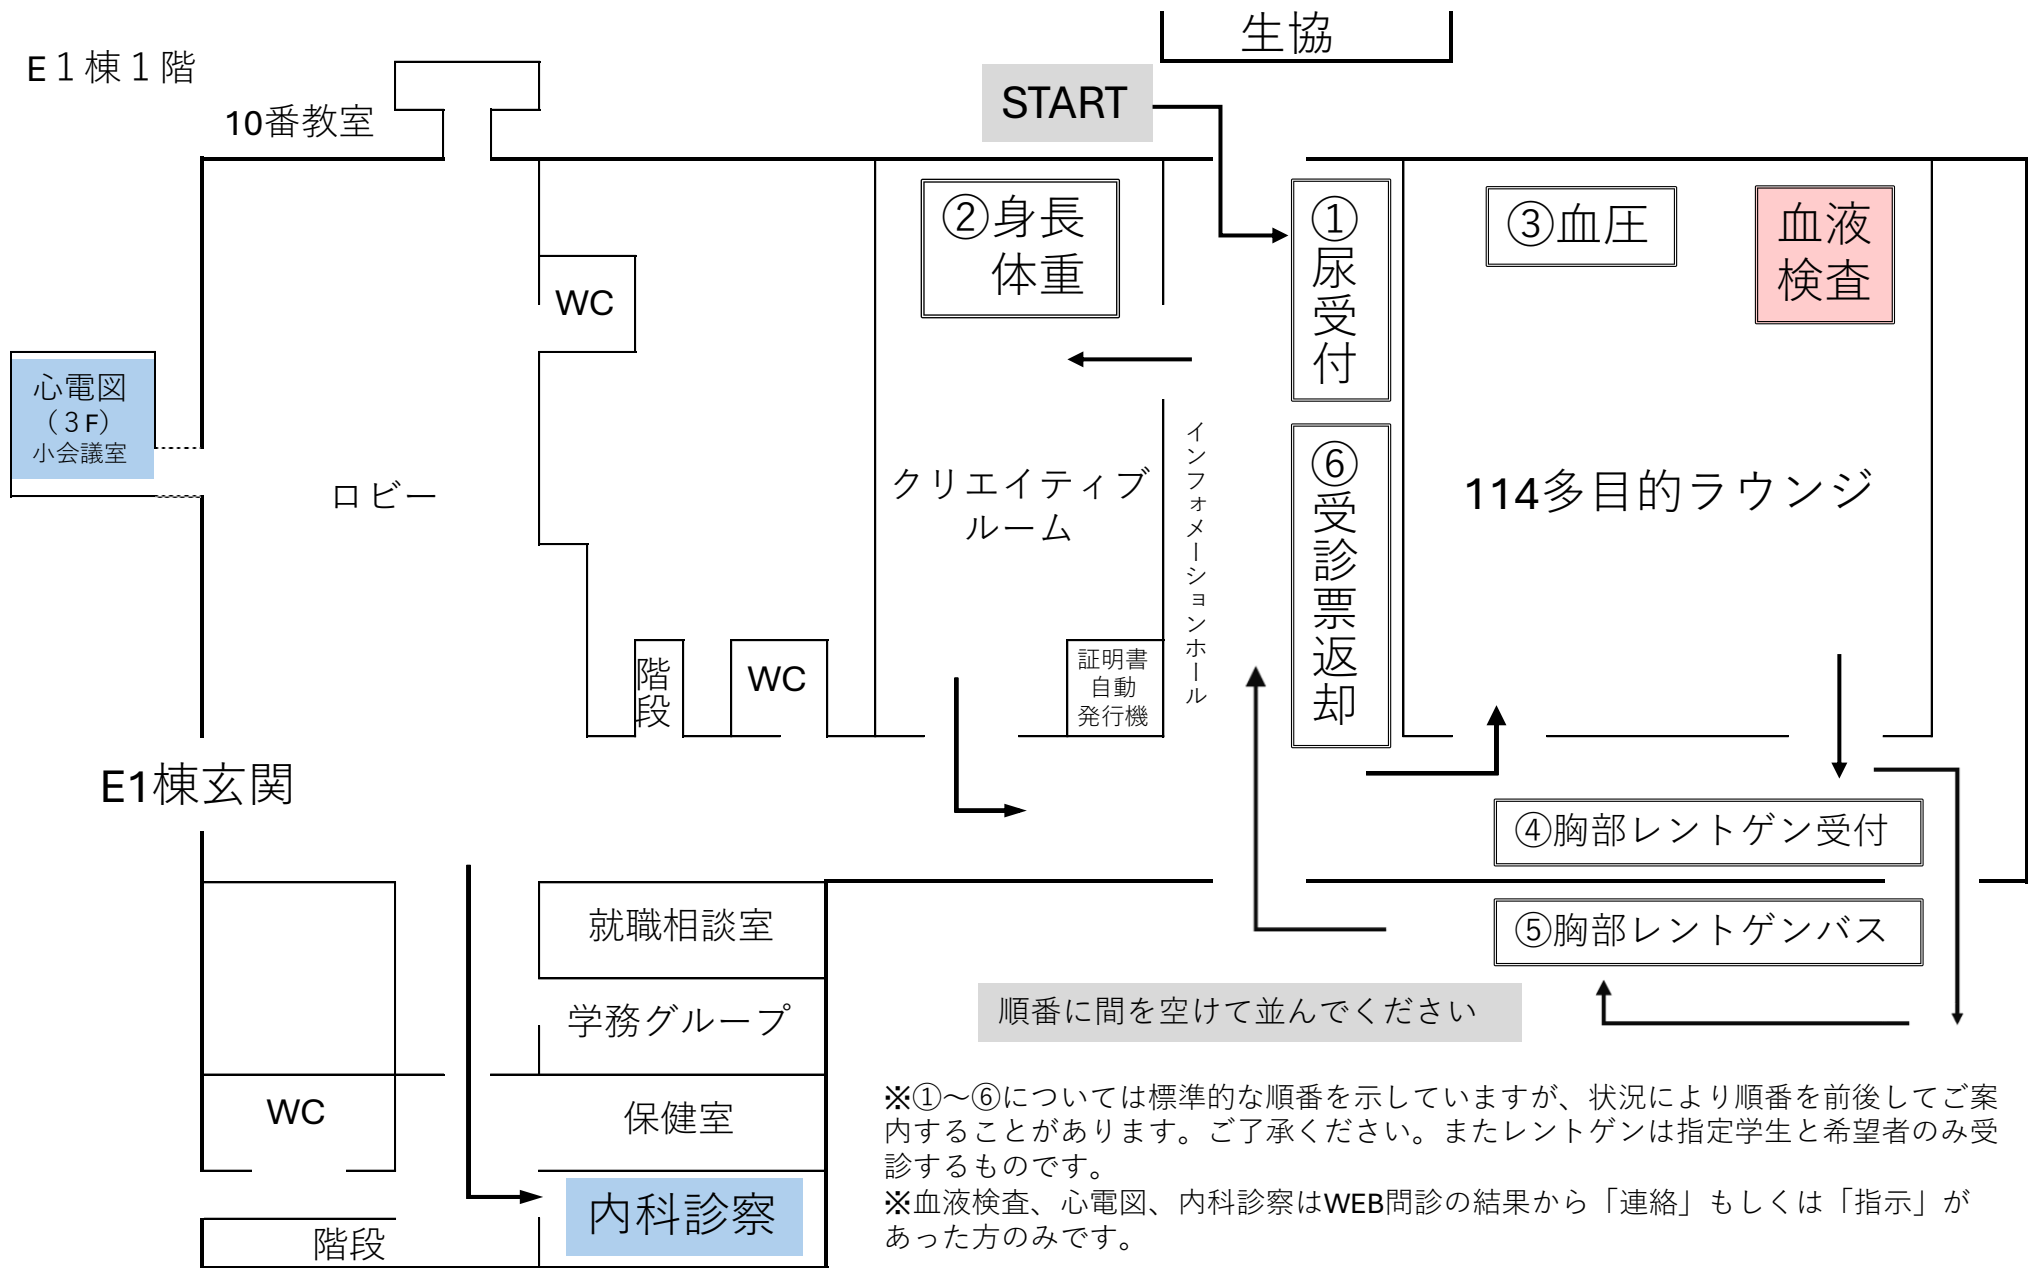 生協
E１棟１階
START
10番教室
②身長
体重
①尿受付
③血圧
血液
検査
WC
心電図
（３F）
小会議室
ロビー
クリエイティブ
ルーム
インフォメーションホール
⑥受診票返却
114多目的ラウンジ
階段
WC
証明書
自動
発行機
E1棟玄関
④胸部レントゲン受付
就職相談室
⑤胸部レントゲンバス
学務グループ
順番に間を空けて並んでください
WC
保健室
内科診察
階段
※①～⑥については標準的な順番を示していますが、状況により順番を前後してご案
内することがあります。ご了承ください。またレントゲンは指定学生と希望者のみ受
診するものです。
※血液検査、心電図、内科診察はWEB問診の結果から「連絡」もしくは「指示」が
あった方のみです。